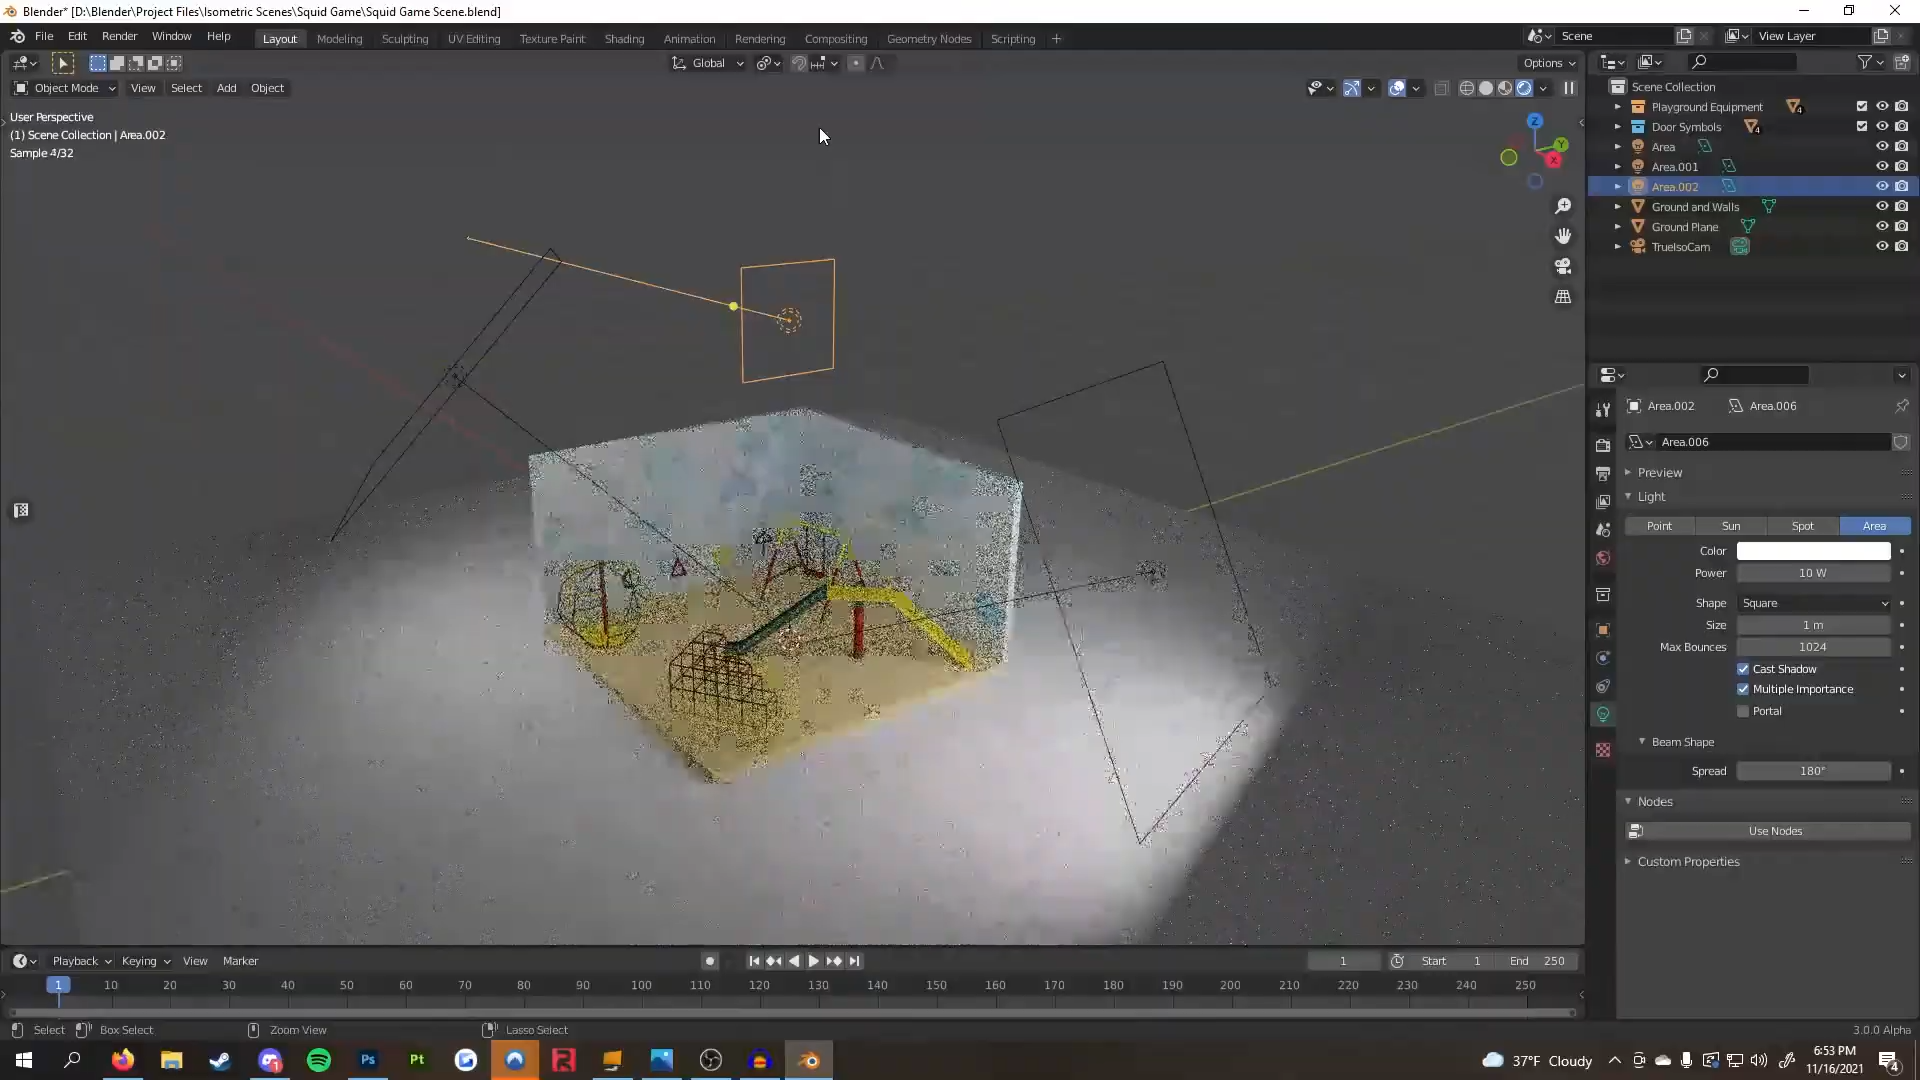 Blender* [D:\Blender\Project Files\Isometric Scenes\Squid Game\Squid Game Scene.blend]
File Edit Render Window Help
Layout Modeling Sculpting UV Editing Texture Paint Shading Animation Rendering Compositing Geometry Nodes Scripting +
Scene
View Layer
Global
Options
Object Mode View Select Add Object
User Perspective
(1) Scene Collection | Area.002
Sample 4/32
Z
Y
X
Scene Collection
Playground Equipment 4
Door Symbols 4
Area
Area.001
Area.002
Ground and Walls
Ground Plane
TrueIsoCam
Area.002 Area.006
Area.006
Preview
Light
Point Sun Spot Area
Color
Power 10 W
Shape Square
Size 1 m
Max Bounces 1024
Cast Shadow
Multiple Importance
Portal
Beam Shape
Spread 180°
Nodes
Use Nodes
Custom Properties
Playback Keying View Marker
1 Start 1 End 250
1 10 20 30 40 50 60 70 80 90 100 110 120 130 140 150 160 170 180 190 200 210 220 230 240 250
Select Box Select Zoom View Lasso Select
3.0.0 Alpha
Ps
Pt
37°F Cloudy
6:53 PM
11/16/2021
4